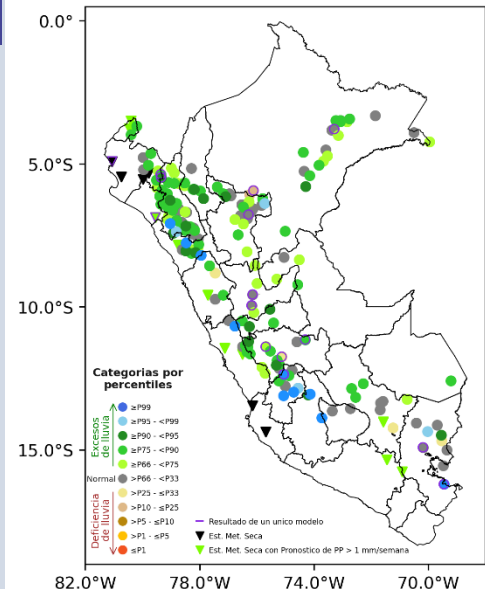 0.0°
5.0°S
10.0°S
15.0°S
82.0°W
78.0°W
74.0°W
70.0°W
Categorias por
percentiles
Excesos
de lluvia
≥P99
≥P95 - <P99
≥P90 - <P95
≥P75 - <P90
≥P66 - <P75
Normal
>P66 - <P33
Deficiencia
de lluvia
>P25 - ≤P33
>P10 - ≤P25
>P5 - ≤P10
>P1 - ≤P5
≤P1
Resultado de un unico modelo
Est. Met. Seca
Est. Met. Seca con Pronostico de PP > 1 mm/semana